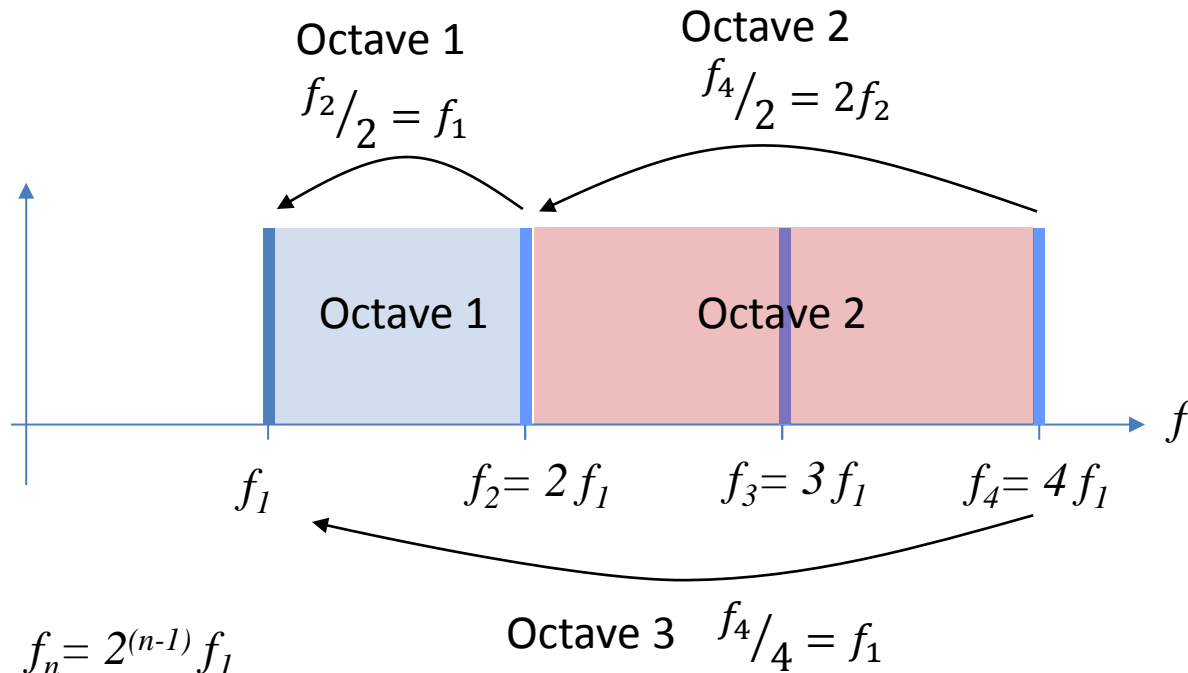 Octave 1
f₂/2 = f₁
Octave 2
f₄/2 = 2f₂
Octave 1
Octave 2
f
f₁
f₂= 2 f₁
f₃= 3 f₁
f₄= 4 f₁
Octave 3 f₄/4 = f₁
fₙ= 2⁽ⁿ⁻¹⁾ f₁